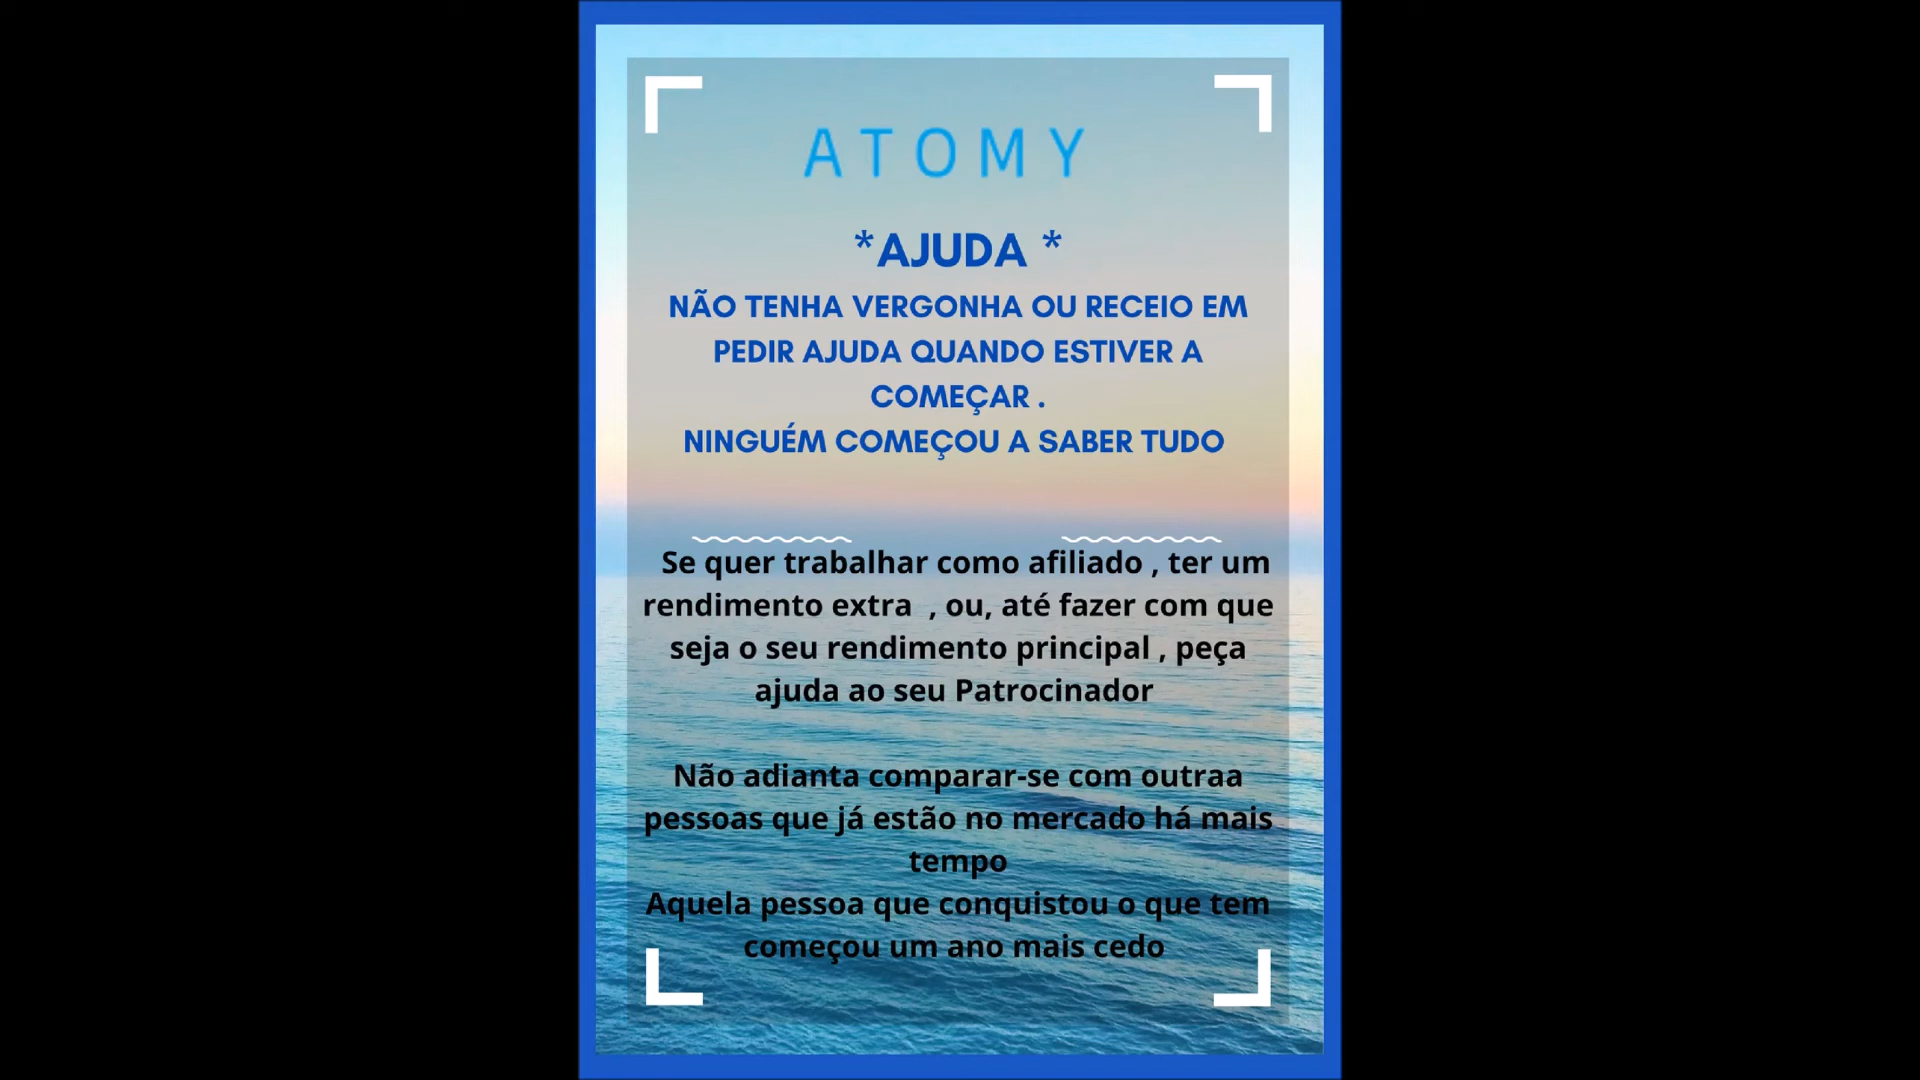 ATOMY
*AJUDA *
NÃO TENHA VERGONHA OU RECEIO EM
PEDIR AJUDA QUANDO ESTIVER A
COMEÇAR .
NINGUÉM COMEÇOU A SABER TUDO
Se quer trabalhar como afiliado , ter um
rendimento extra , ou, até fazer com que
seja o seu rendimento principal , peça
ajuda ao seu Patrocinador
Não adianta comparar-se com outraa
pessoas que já estão no mercado há mais
tempo
Aquela pessoa que conquistou o que tem
começou um ano mais cedo